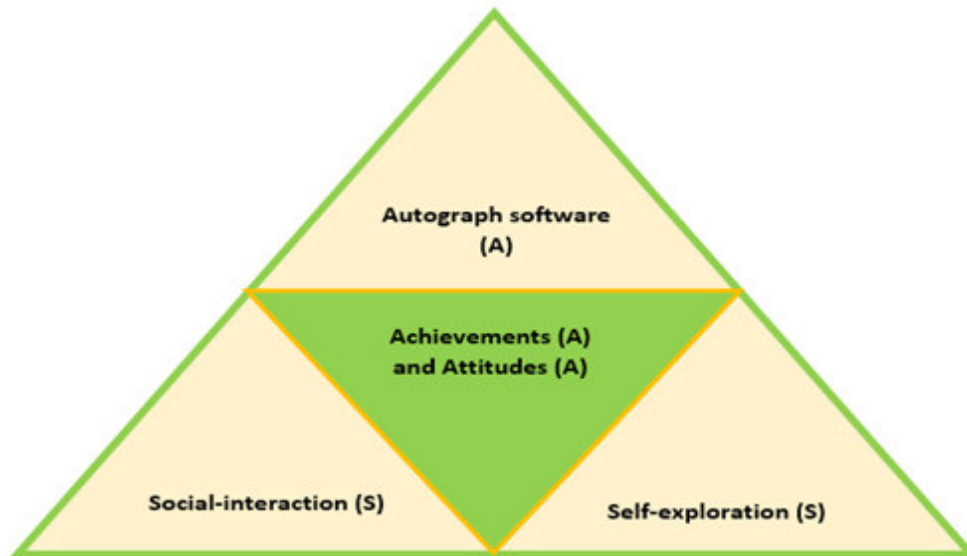 Autograph software
(A)
Achievements (A)
and Attitudes (A)
Social-interaction (S)
Self-exploration (S)